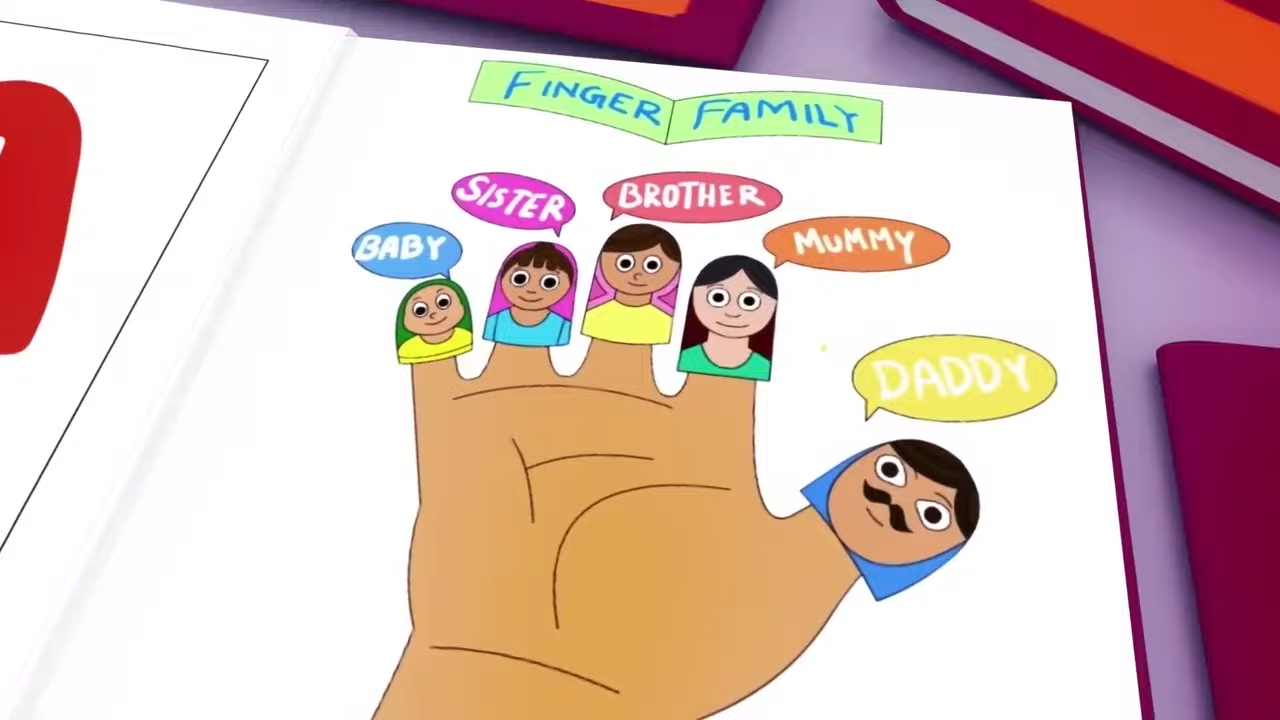 FINGER FAMILY
BABY
SISTER
BROTHER
MUMMY
DADDY